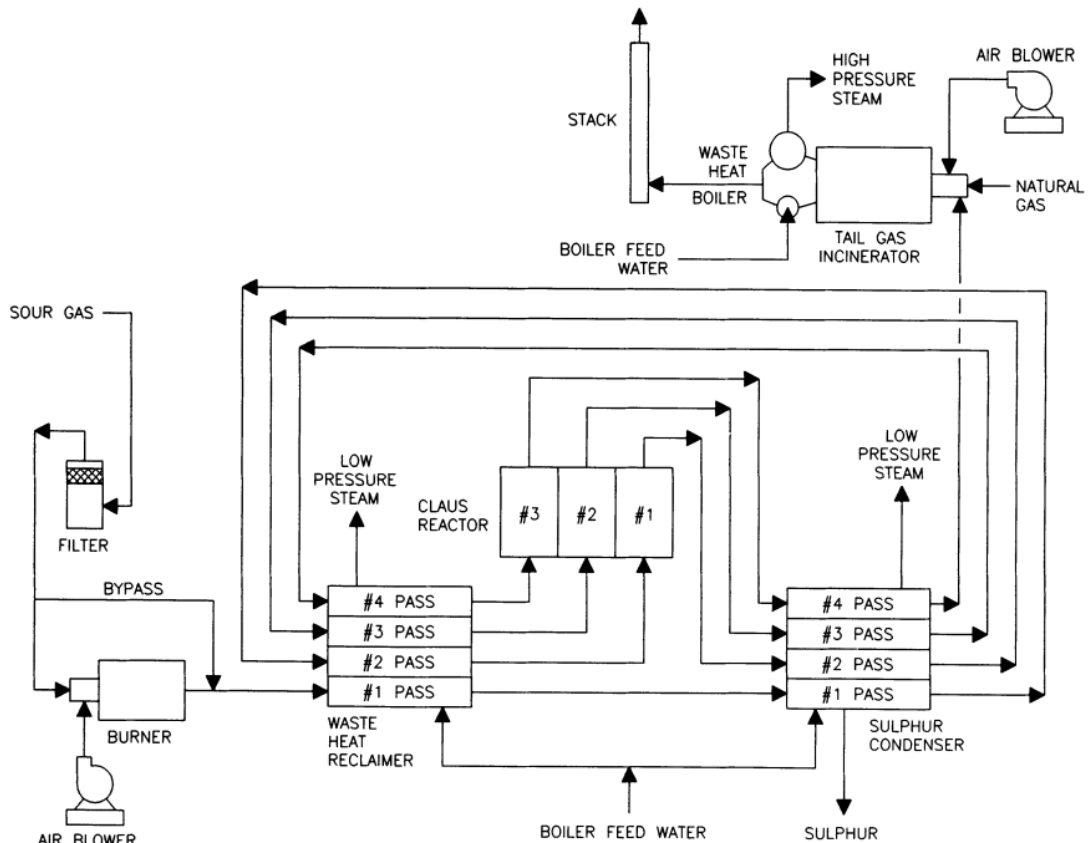 HIGH
PRESSURE
STEAM
AIR BLOWER
STACK
WASTE
HEAT
BOILER
NATURAL
GAS
TAIL GAS
INCINERATOR
BOILER FEED
WATER
SOUR GAS
FILTER
LOW
PRESSURE
STEAM
CLAUS
REACTOR
#3
#2
#1
LOW
PRESSURE
STEAM
BYPASS
#4 PASS
#3 PASS
#2 PASS
#1 PASS
#4 PASS
#3 PASS
#2 PASS
#1 PASS
BURNER
WASTE
HEAT
RECLAIMER
SULPHUR
CONDENSER
AIR BLOWER
BOILER FEED WATER
SULPHUR